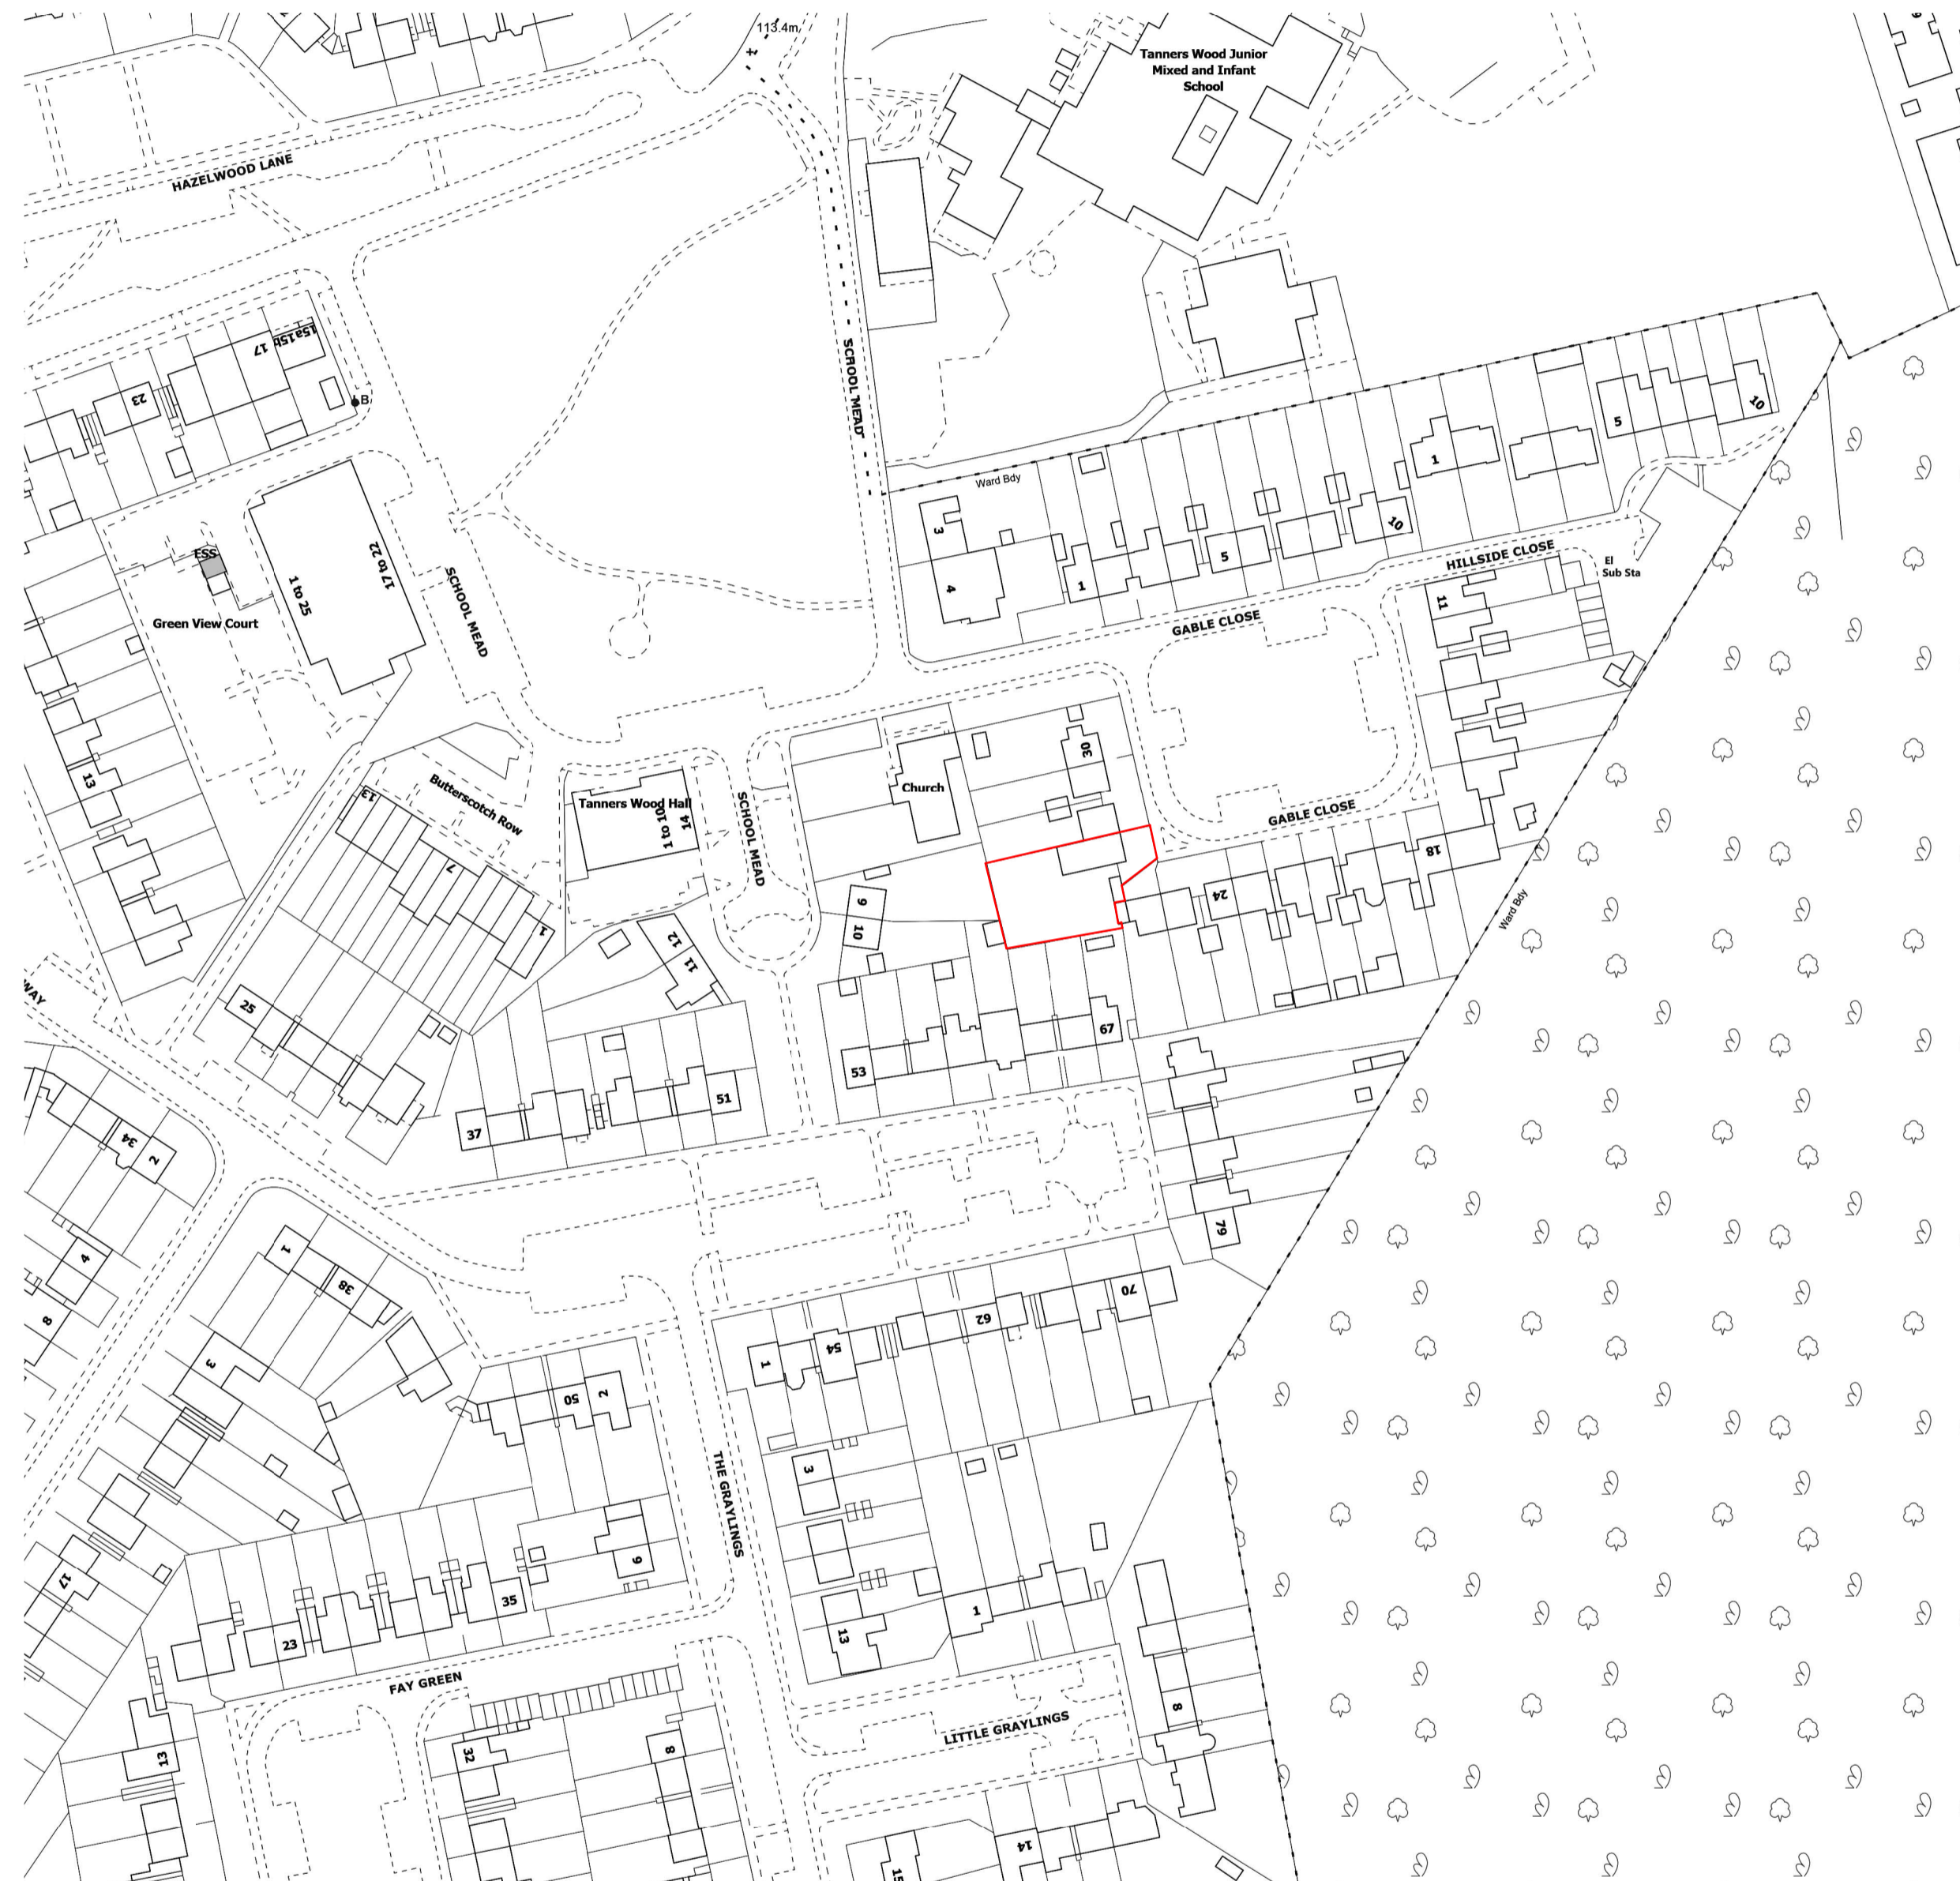 113.4m
Tanners Wood Junior
Mixed and Infant
School
HAZELWOOD LANE
SCHOOL MEAD
17
15a15b
23
B
ESS
1 to 25
17 to 22
Green View Court
SCHOOL MEAD
Ward Bdy
3
4
1
5
10
1
5
10
HILLSIDE CLOSE
El
Sub Sta
11
GABLE CLOSE
30
Church
GABLE CLOSE
13
13
Butterscotch Row
7
1
Tanners Wood Hall
1 to 10
14
SCHOOL MEAD
9
10
12
11
24
18
Ward Bdy
WAY
25
37
51
53
67
79
34
2
4
8
1
38
3
17
50
2
9
1
54
62
70
3
13
1
THE GRAYLINGS
23
35
FAY GREEN
13
32
8
LITTLE GRAYLINGS
8
14
15